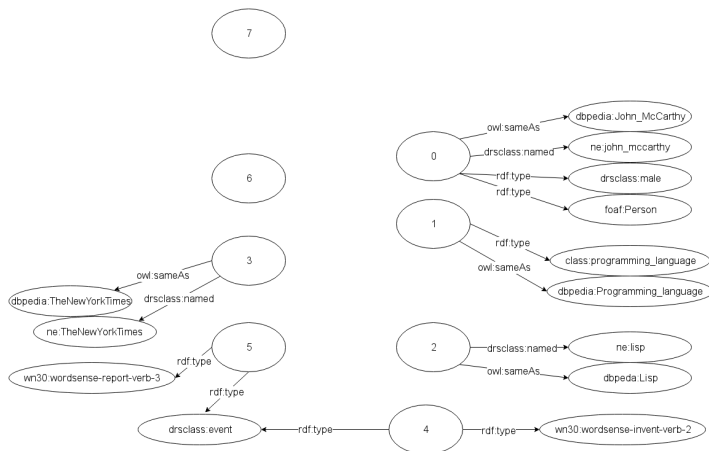 7
dbpedia:John_McCarthy
owl:sameAs
ne:john_mccarthy
drsclass:named
0
rdf:type
drsclass:male
rdf:type
foaf:Person
6
1
rdf:type
class:programming_language
owl:sameAs
dbpedia:Programming_language
3
owl:sameAs
dbpedia:TheNewYorkTimes
drsclass:named
ne:TheNewYorkTimes
5
rdf:type
wn30:wordsense-report-verb-3
rdf:type
2
drsclass:named
ne:lisp
owl:sameAs
dbpeda:Lisp
drsclass:event
rdf:type
4
rdf:type
wn30:wordsense-invent-verb-2